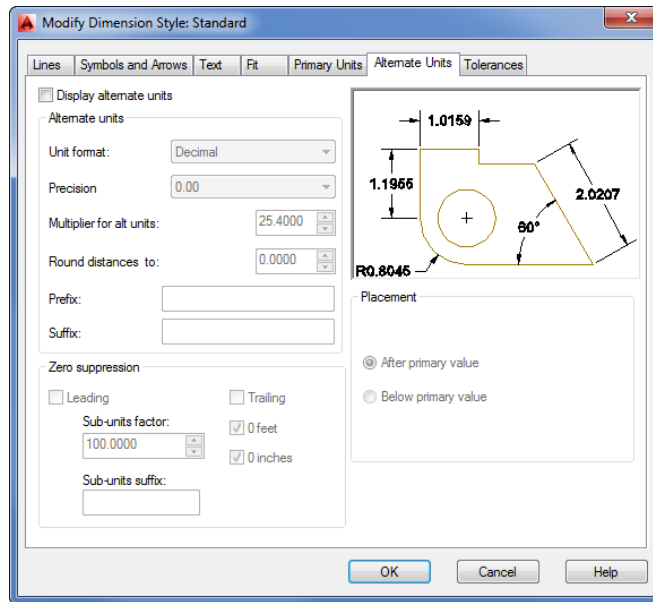 Modify Dimension Style: Standard
Lines Symbols and Arrows Text Fit Primary Units Alternate Units Tolerances
Display alternate units
Alternate units
Unit format: Decimal
Precision 0.00
Multiplier for alt units: 25.4000
Round distances to: 0.0000
Prefix:
Suffix:
Zero suppression
Leading
Sub-units factor:
100.0000
Sub-units suffix:
Trailing
0 feet
0 inches
1.0159
1.1955
2.0207
60°
R0.8045
Placement
After primary value
Below primary value
OK Cancel Help